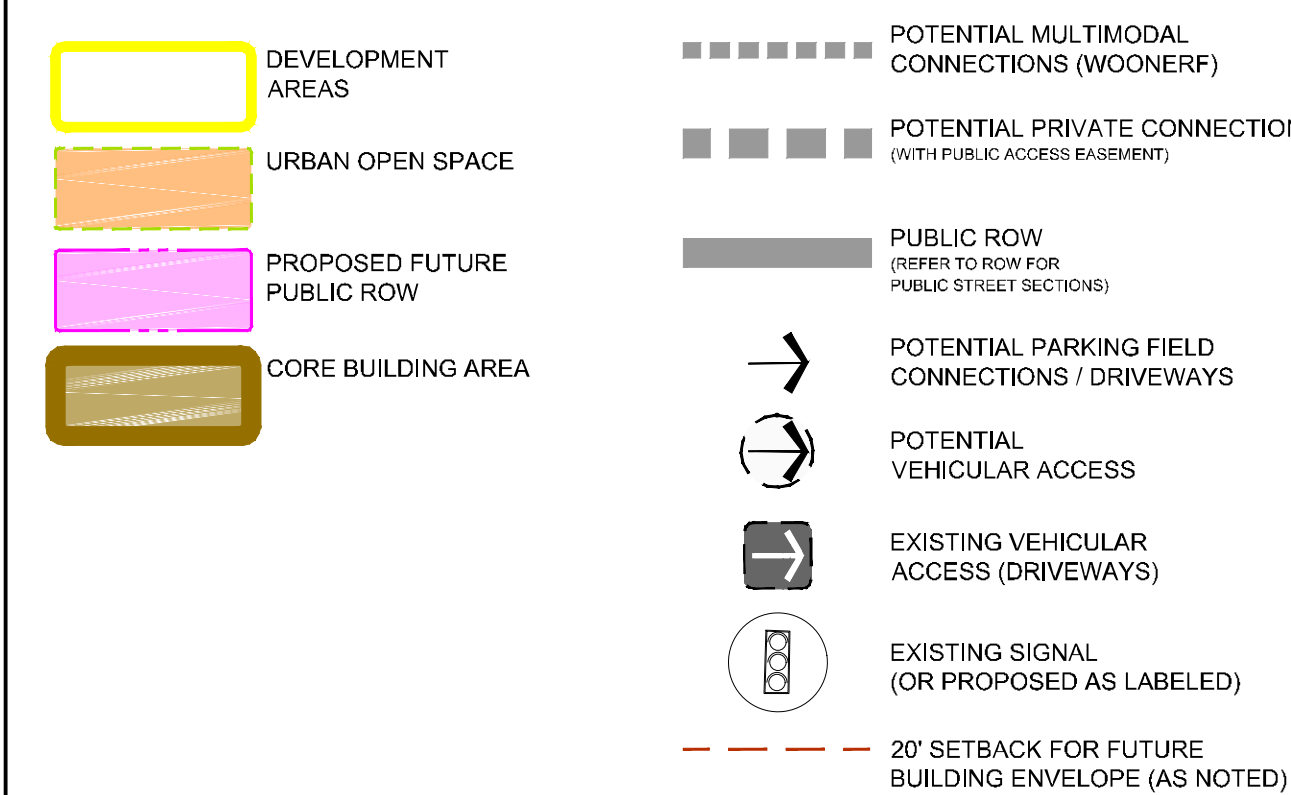 DEVELOPMENT
AREAS
URBAN OPEN SPACE
PROPOSED FUTURE
PUBLIC ROW
CORE BUILDING AREA
POTENTIAL MULTIMODAL
CONNECTIONS (WOONERF)
POTENTIAL PRIVATE CONNECTION
(WITH PUBLIC ACCESS EASEMENT)
PUBLIC ROW
(REFER TO ROW FOR
PUBLIC STREET SECTIONS)
POTENTIAL PARKING FIELD
CONNECTIONS / DRIVEWAYS
POTENTIAL
VEHICULAR ACCESS
EXISTING VEHICULAR
ACCESS (DRIVEWAYS)
EXISTING SIGNAL
(OR PROPOSED AS LABELED)
20' SETBACK FOR FUTURE
BUILDING ENVELOPE (AS NOTED)